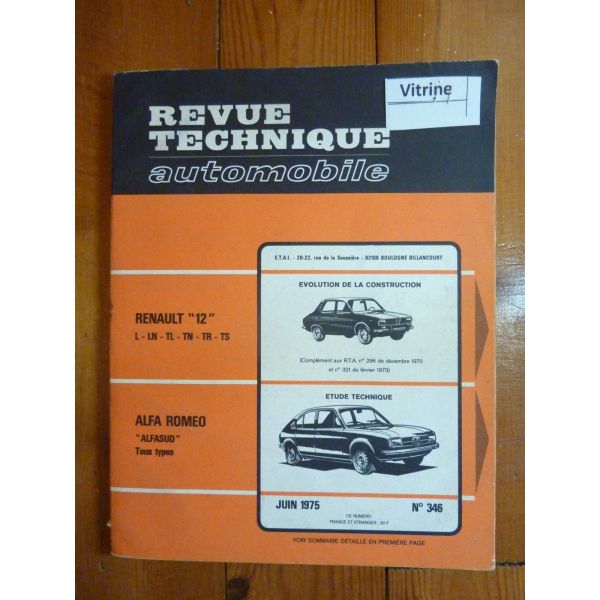 Vitrine
REVUE
TECHNIQUE
automobile
E.T.A.I. - 20-22, rue de la Saussière - 92100 BOULOGNE BILLANCOURT
EVOLUTION DE LA CONSTRUCTION
RENAULT "12"
L - LN - TL - TN - TR - TS
(Complément aux R.T.A. n° 296 de décembre 1970
et n° 321 de février 1973)
ETUDE TECHNIQUE
ALFA ROMEO
"ALFASUD"
Tous types
JUIN 1975
N° 346
CE NUMERO
FRANCE ET ETRANGER : 30 F
VOIR SOMMAIRE DÉTAILLÉ EN PREMIÈRE PAGE